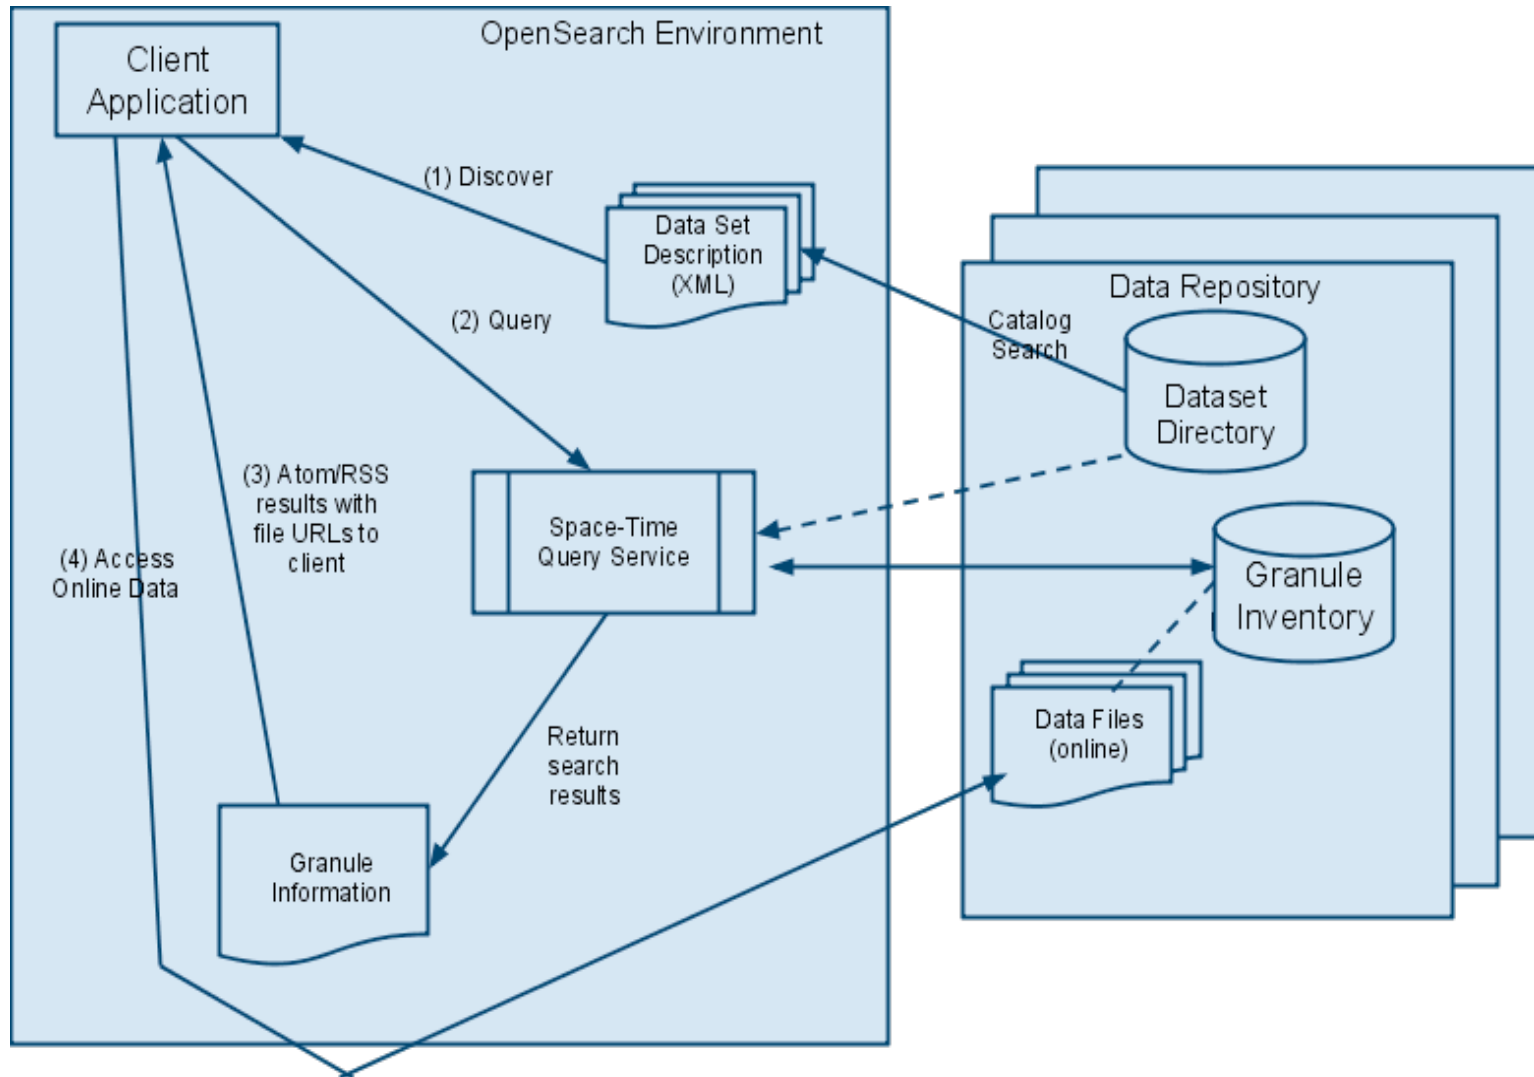 OpenSearch Environment
Client
Application
(1) Discover
Data Set
Description
(XML)
(2) Query
Data Repository
Catalog
Search
Dataset
Directory
(3) Atom/RSS
results with
file URLs to
client
(4) Access
Online Data
Space-Time
Query Service
Granule
Inventory
Return
search
results
Data Files
(online)
Granule
Information